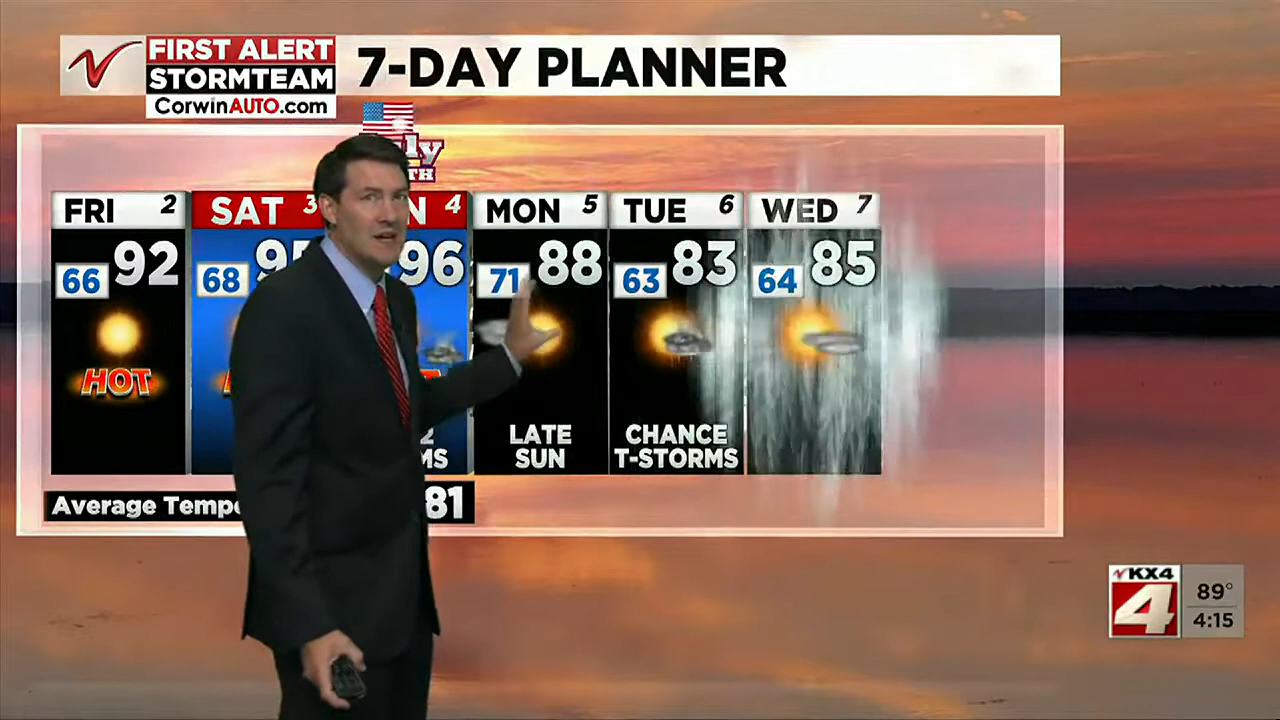 FIRST ALERT
STORMTEAM
CorwinAUTO.com
7-DAY PLANNER
FRI 2
SAT 3
4
MON 5
TUE 6
WED 7
66 92
68
96
71 88
63 83
64 85
HOT
LATE
SUN
CHANCE
T-STORMS
Average
81
KX4
4
89°
4:15